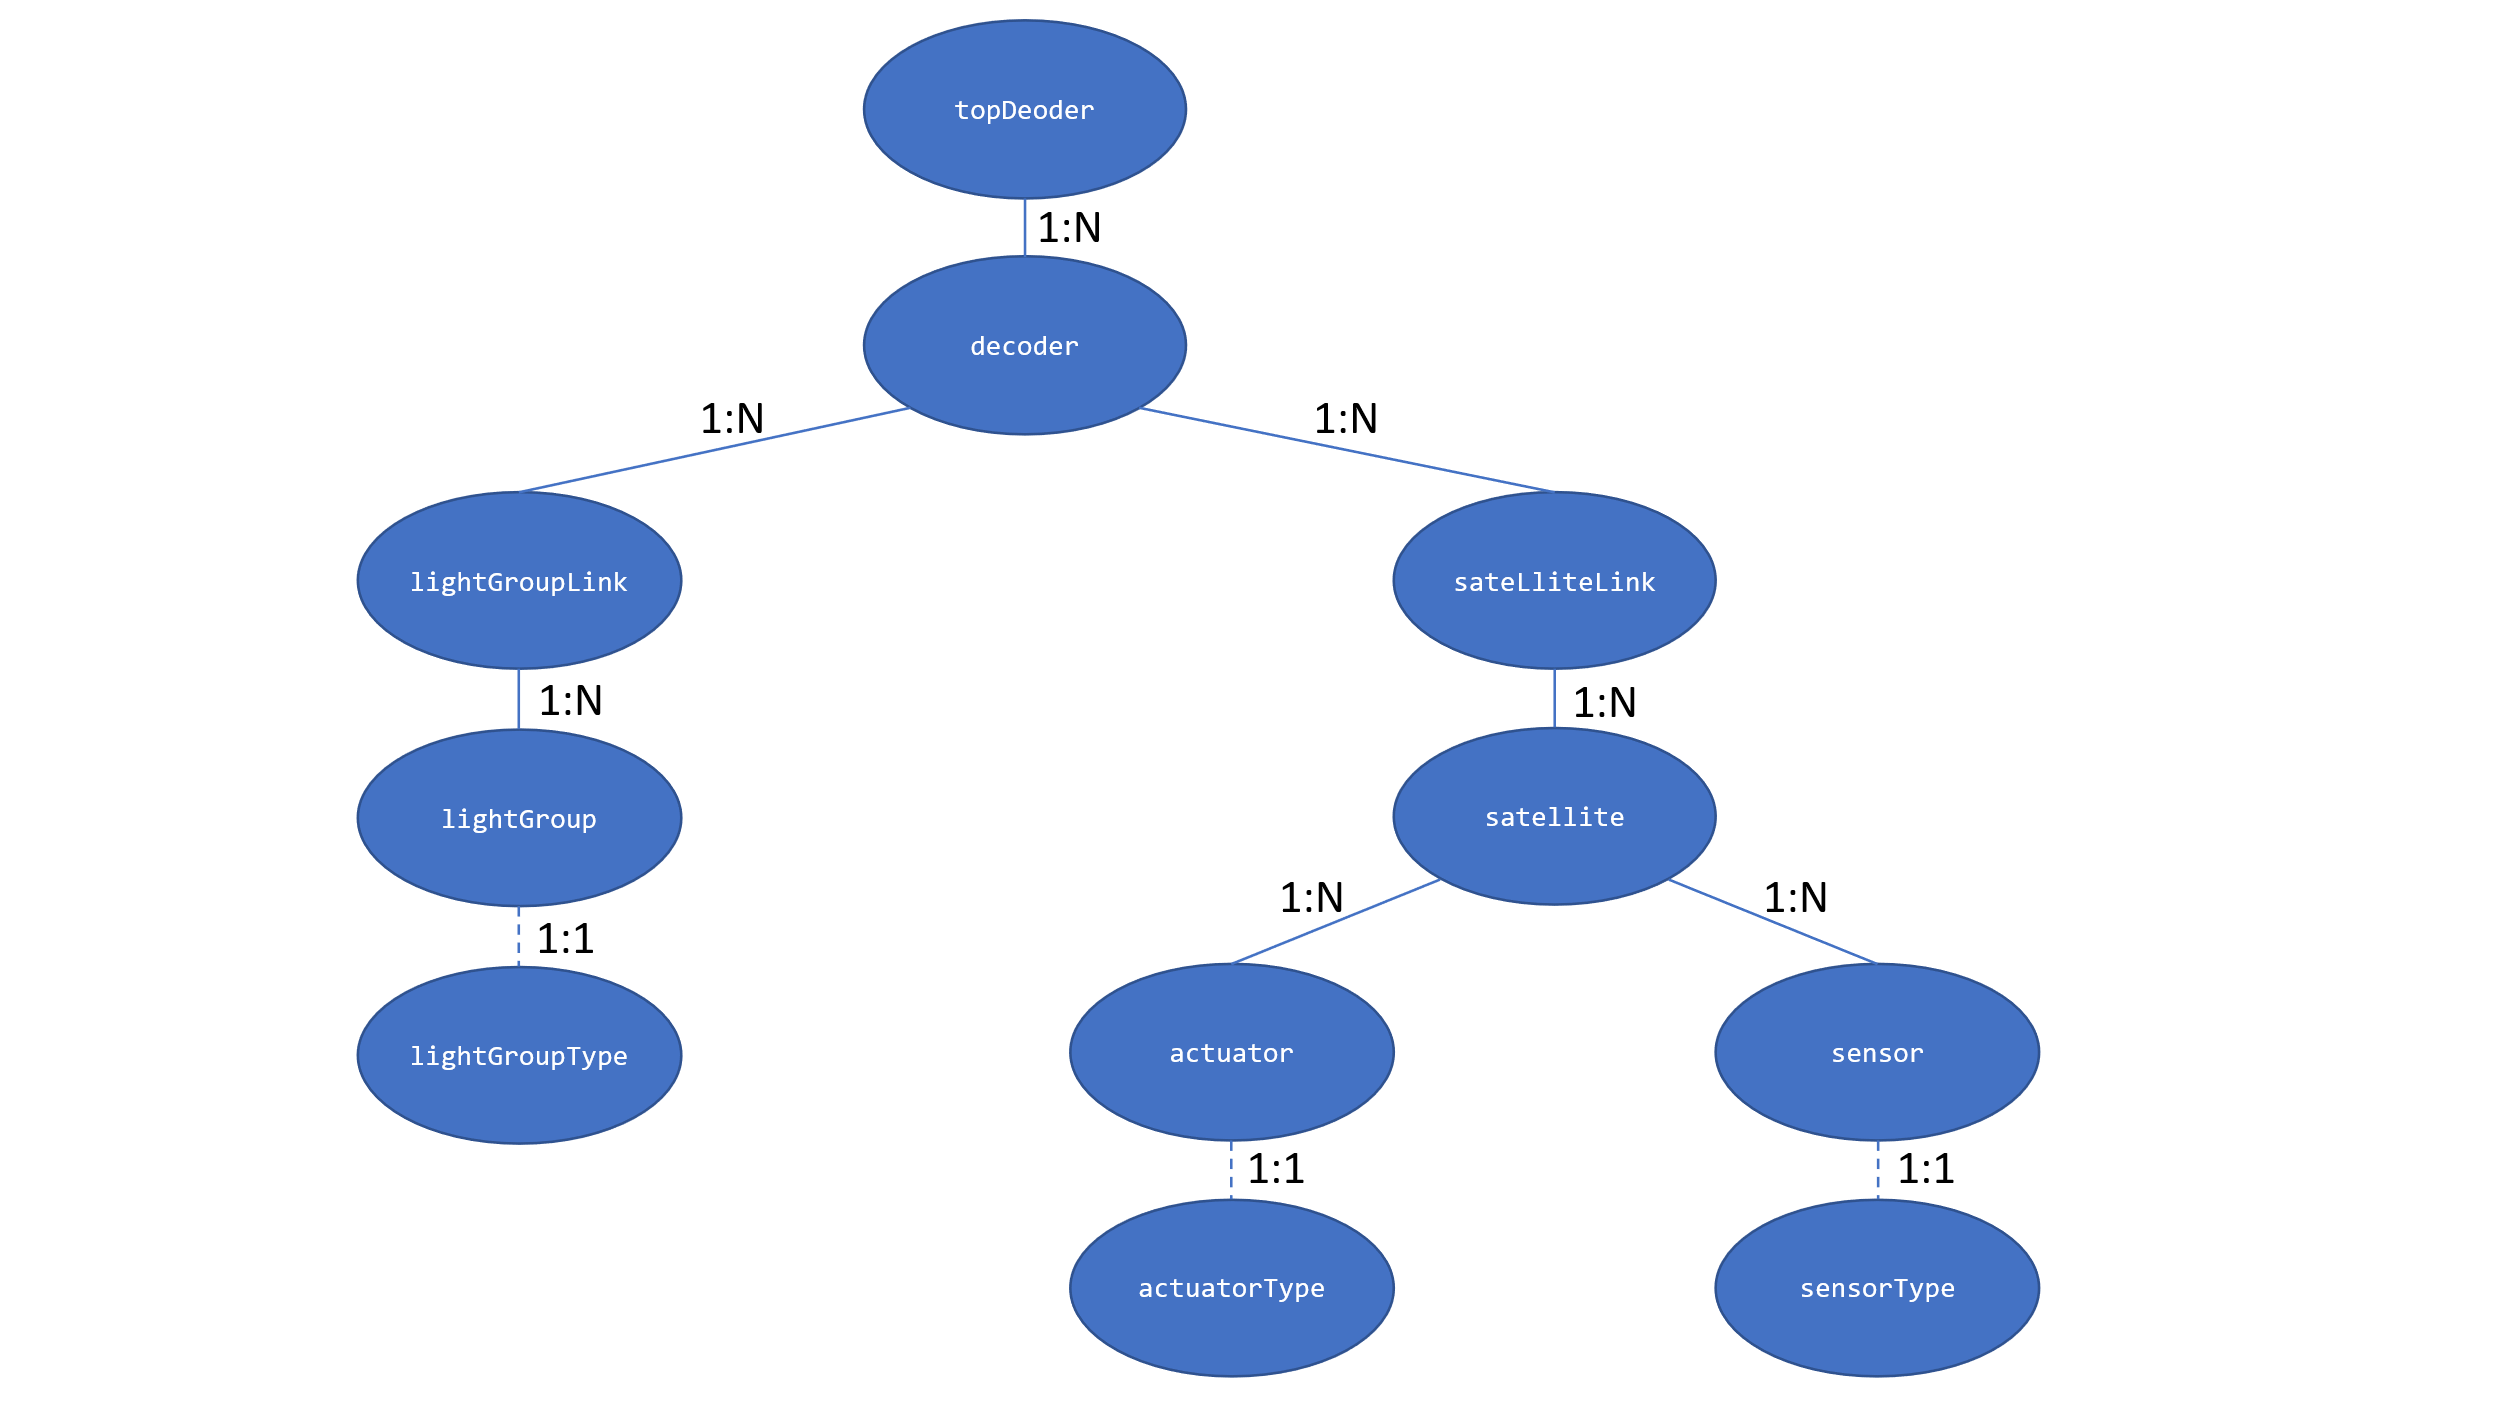 topDeoder
1:N
decoder
1:N
1:N
lightGroupLink
sateLliteLink
1:N
1:N
lightGroup
satellite
1:N
1:N
1:1
lightGroupType
actuator
sensor
1:1
1:1
actuatorType
sensorType